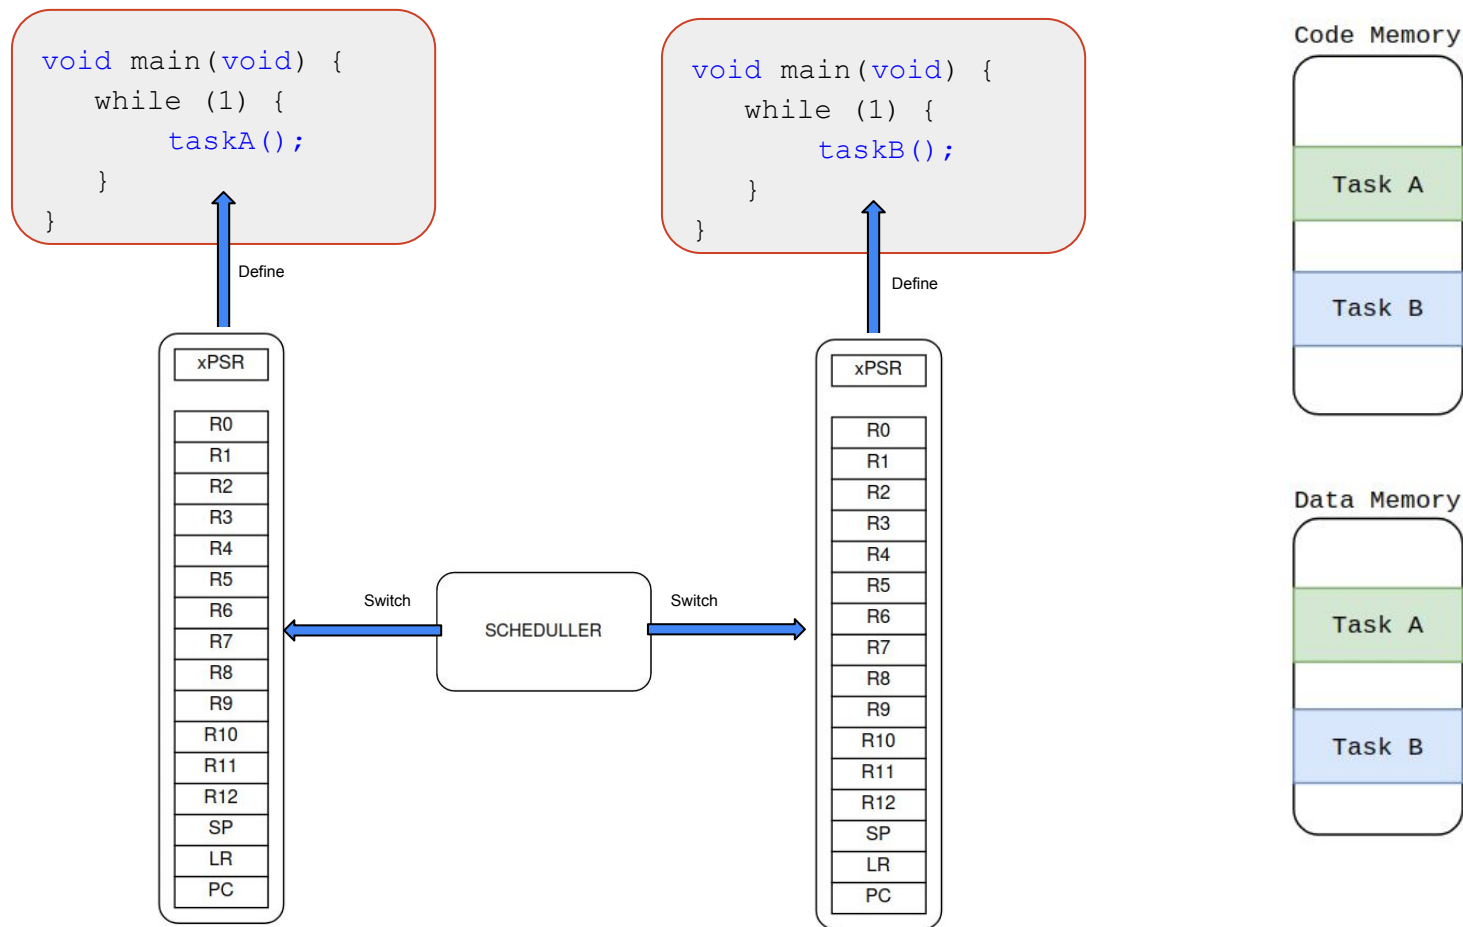 void main(void) {
while (1) {
taskA();
}
}
Define
xPSR
R0
R1
R2
R3
R4
R5
R6
R7
R8
R9
R10
R11
R12
SP
LR
PC
Switch
SCHEDULLER
Switch
void main(void) {
while (1) {
taskB();
}
}
Define
xPSR
R0
R1
R2
R3
R4
R5
R6
R7
R8
R9
R10
R11
R12
SP
LR
PC
Code Memory
Task A
Task B
Data Memory
Task A
Task B